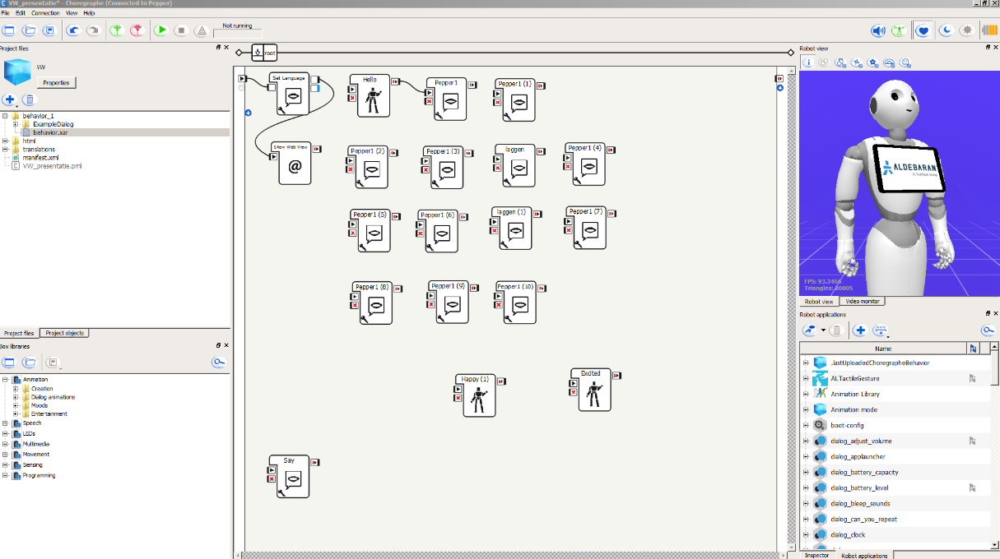 VW_presentatie* - Choregraphe (Connected to Pepper)
File Edit Connection View Help
Not running
Project files
VW
Properties
behavior_1
ExampleDialog
behavior.xar
html
translations
manifest.xml
VW_presentatie.pml
Project files Project objects
Box libraries
Animation
Creation
Dialog animations
Moods
Entertainment
Speech
LEDs
Multimedia
Movement
Sensing
Programming
root
Set Language
Hello
Pepper1
Pepper1 (1)
Show Web View
@
Pepper1 (2)
Pepper1 (3)
laggen
Pepper1 (4)
Pepper1 (5)
Pepper1 (6)
laggen (1)
Pepper1 (7)
Pepper1 (8)
Pepper1 (9)
Pepper1 (10)
Happy (1)
Excited
Say
Robot view
ALDEBARAN
FPS: 93.3466
Triangles: 20005
Robot view Video monitor
Robot applications
Name
.lastUploadedChoregrapheBehavior
ALTactileGesture
Animation Library
Animation mode
boot-config
dialog_adjust_volume
dialog_applauncher
dialog_battery_capacity
dialog_battery_level
dialog_bleep_sounds
dialog_can_you_repeat
dialog_clock
Inspector Robot applications